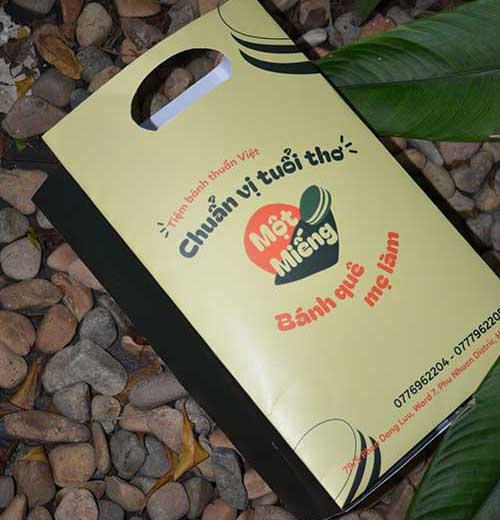 Tiệm bánh thuần Việt
Chuẩn vị tuổi thơ
Một
Miếng
Bánh quê
mẹ làm
0776962204 - 077796220
Dang Luu, Ward 7, Phu Nhuan Distric, H